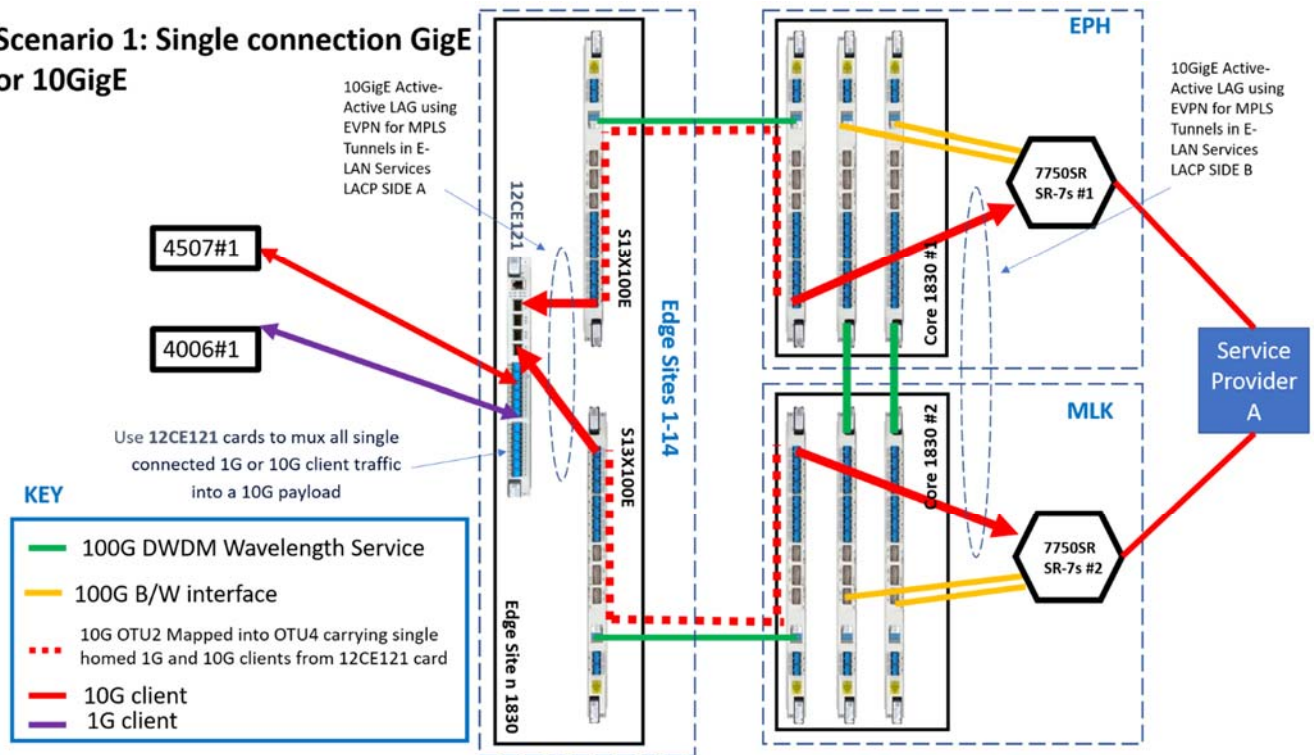 Scenario 1: Single connection GigE
or 10GigE
10GigE Active-
Active LAG using
EVPN for MPLS
Tunnels in E-
LAN Services
LACP SIDE A
12CE121
4507#1
4006#1
Use 12CE121 cards to mux all single
connected 1G or 10G client traffic
into a 10G payload
S13X100E
S13X100E
Edge Site n 1830
Edge Sites 1-14
EPH
Core 1830 #1
7750SR
SR-7s #1
10GigE Active-
Active LAG using
EVPN for MPLS
Tunnels in E-
LAN Services
LACP SIDE B
MLK
Core 1830 #2
7750SR
SR-7s #2
Service
Provider
A
KEY
100G DWDM Wavelength Service
100G B/W interface
10G OTU2 Mapped into OTU4 carrying single
homed 1G and 10G clients from 12CE121 card
10G client
1G client